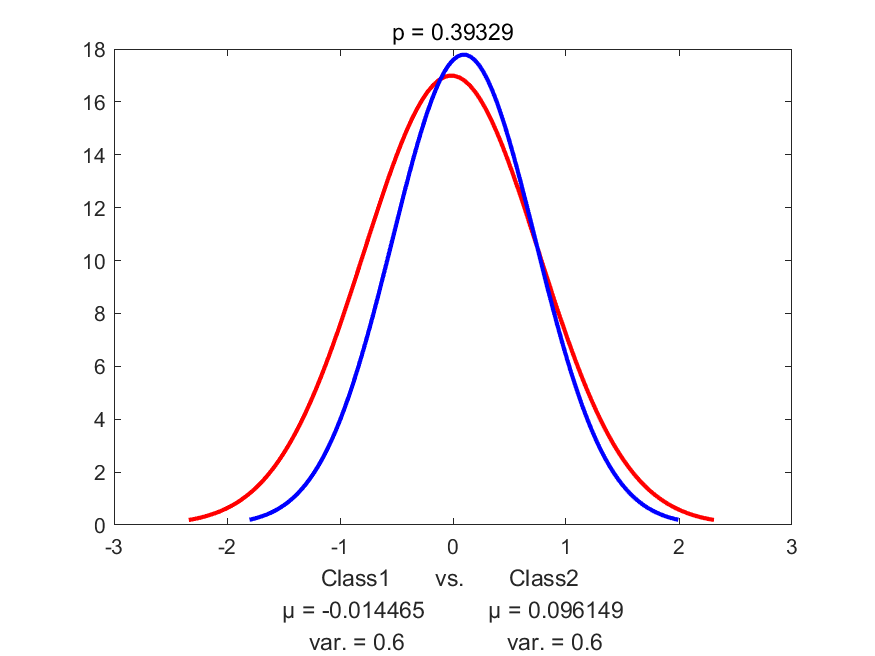 p = 0.39329
18
16
14
12
10
8
6
4
2
0
-3 -2 -1 0 1 2 3
Class1 vs. Class2
μ = -0.014465 μ = 0.096149
var. = 0.6 var. = 0.6